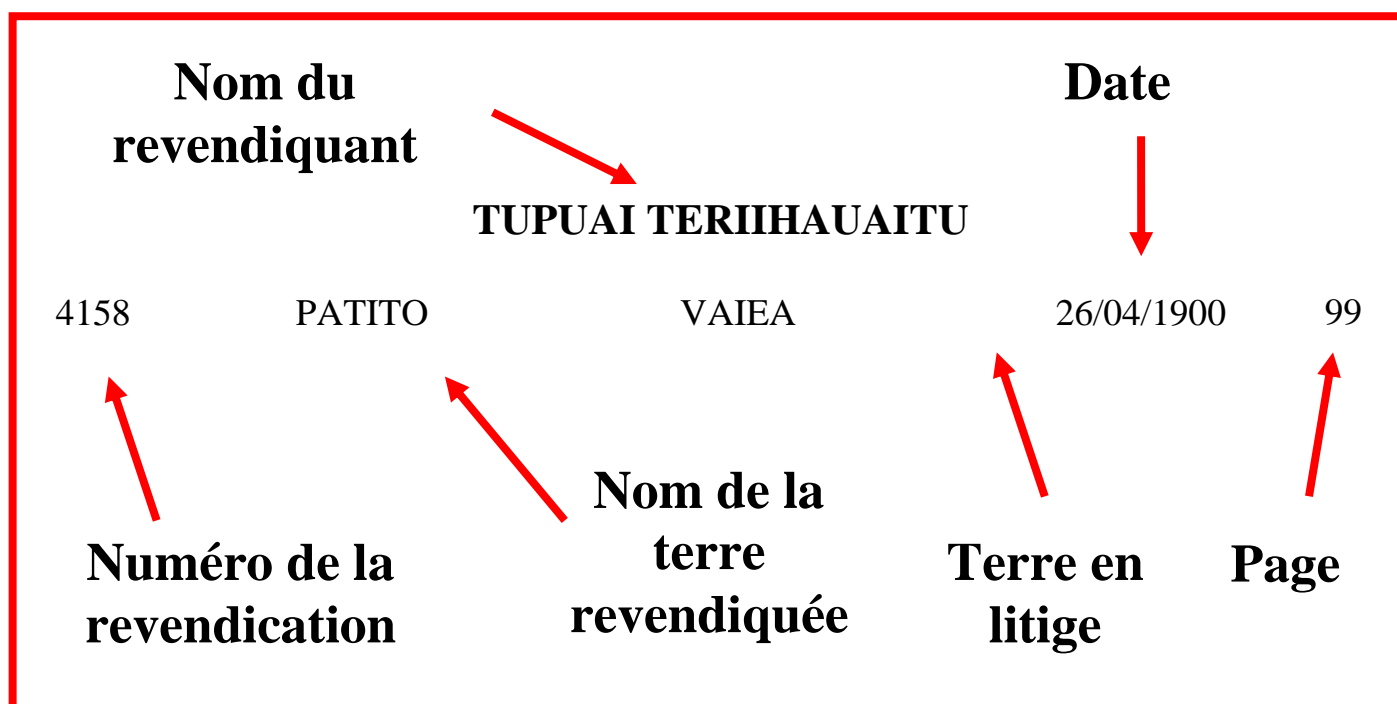 Nom du
revendiquant
Date
TUPUAI TERIIHAUAITU
4158 PATITO VAIEA 26/04/1900 99
Numéro de la
revendication
Nom de la
terre
revendiquée
Terre en
litige
Page